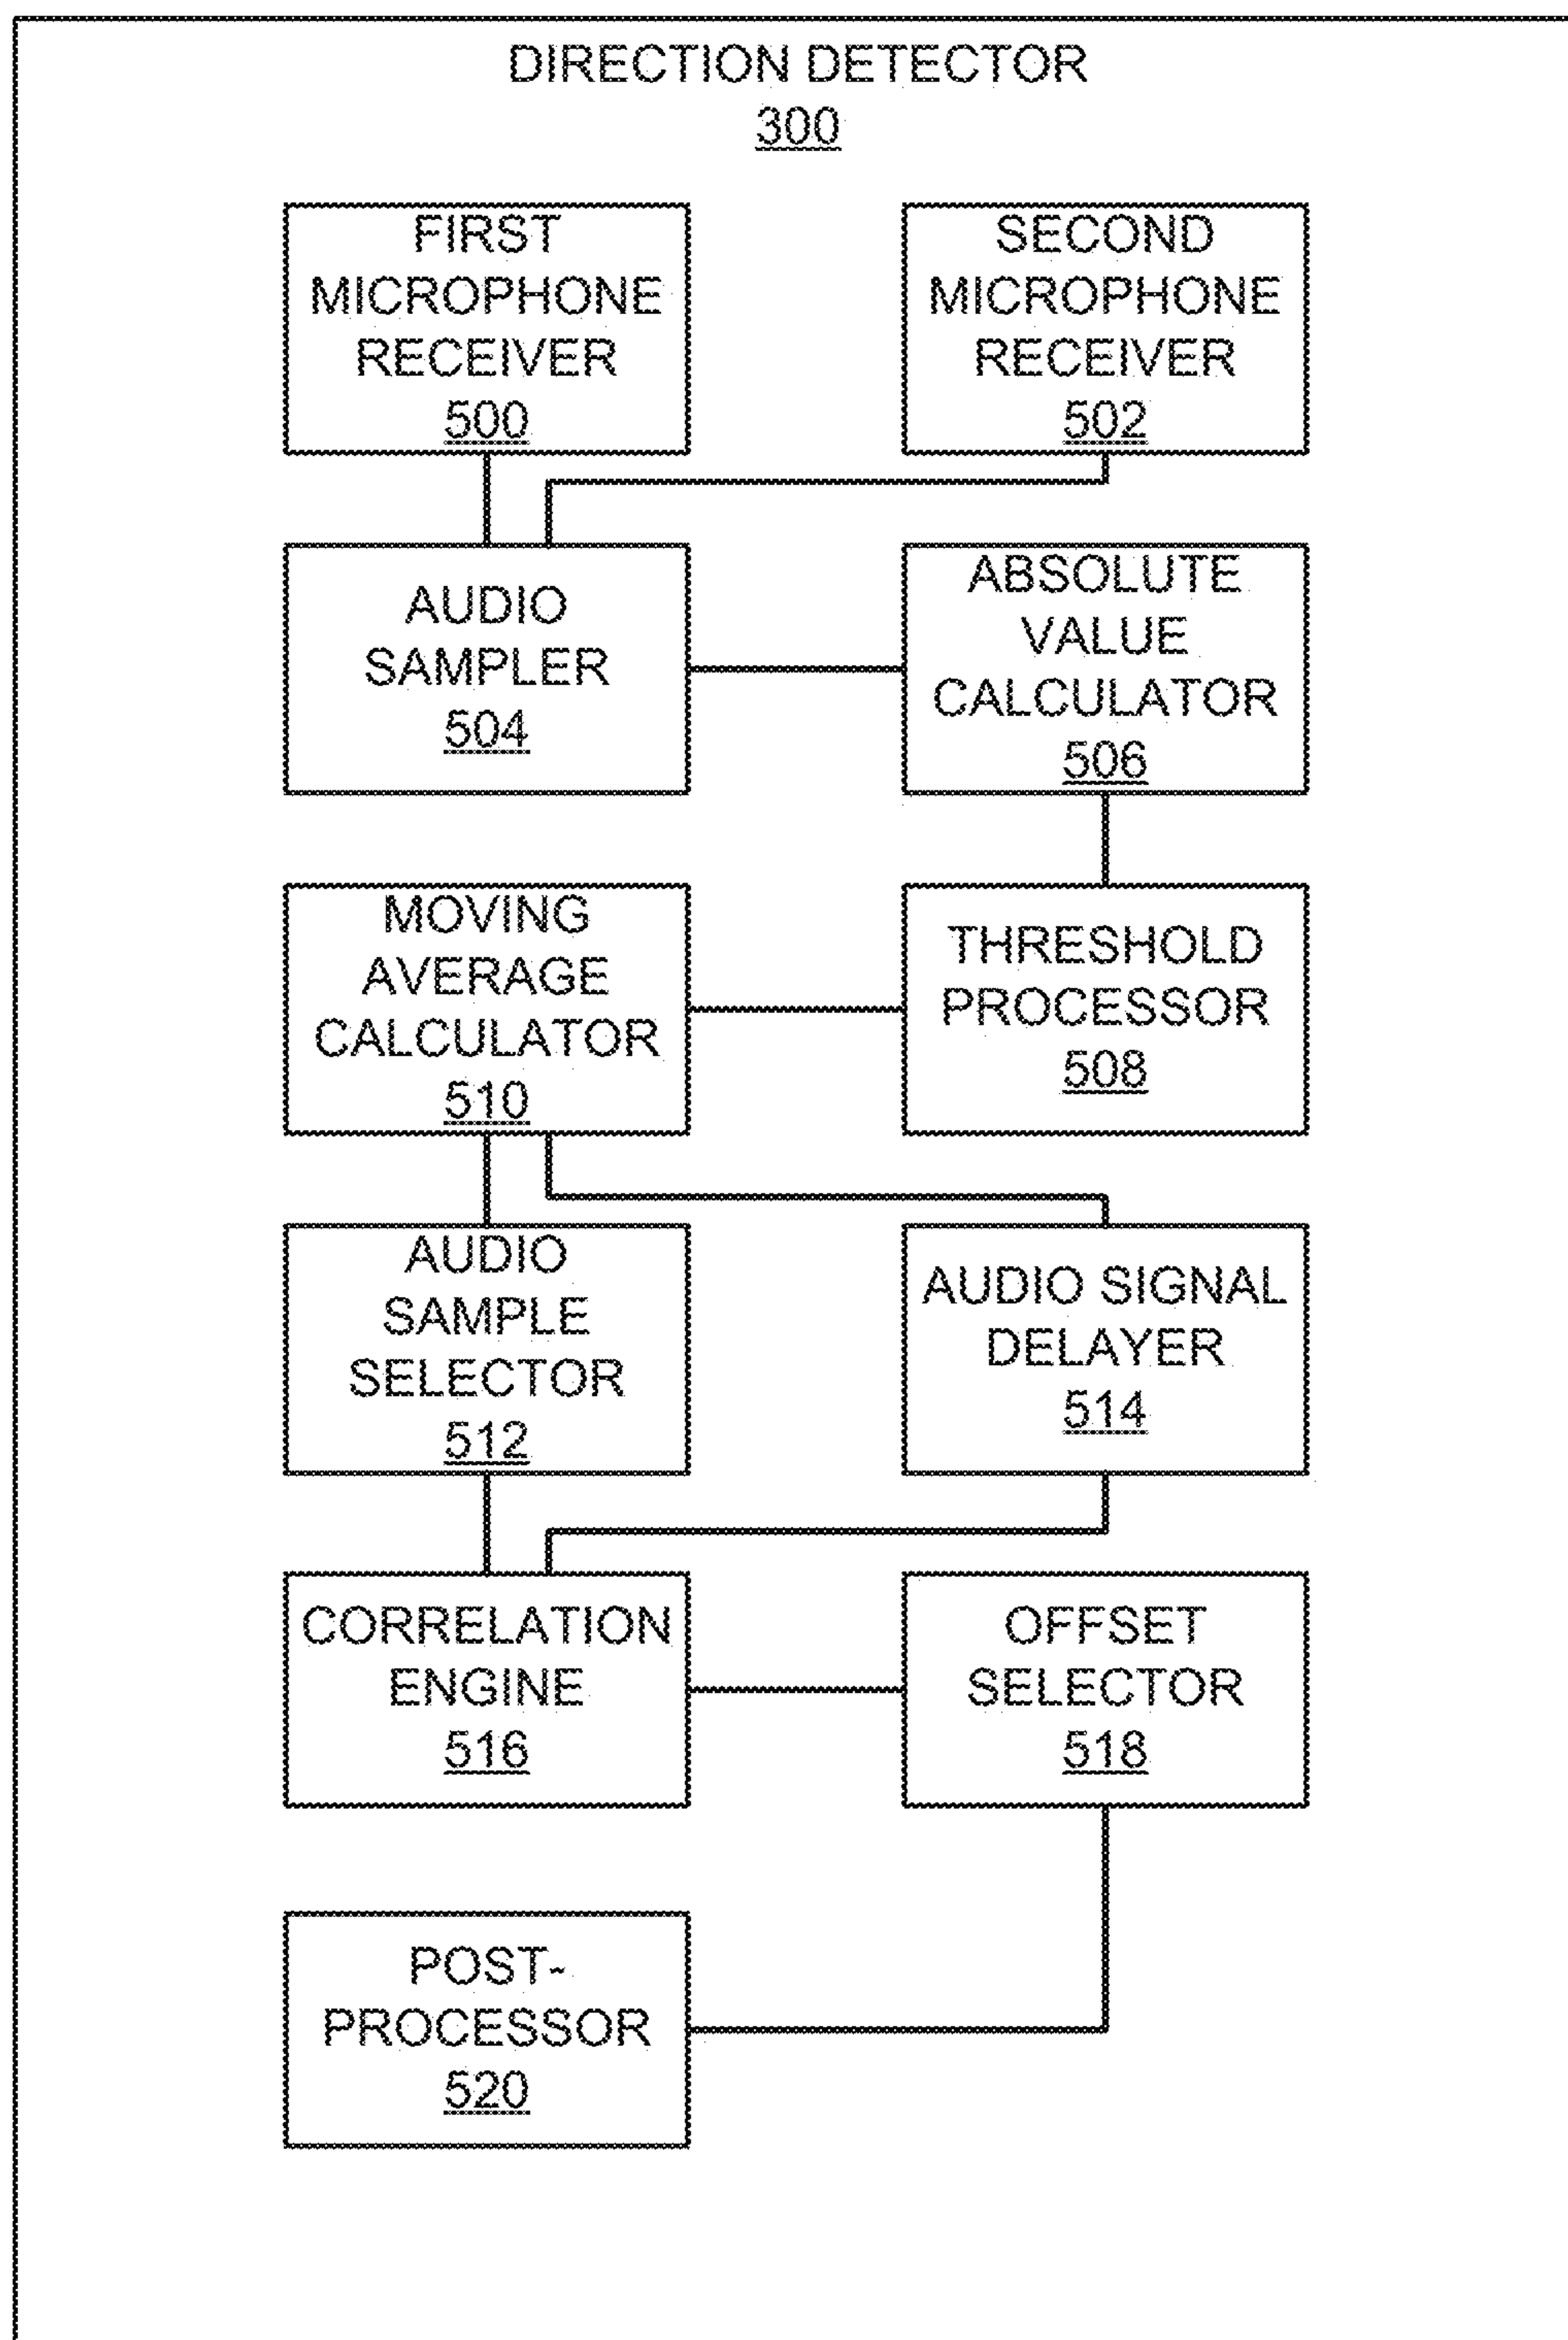 DIRECTION DETECTOR
300
FIRST
MICROPHONE
RECEIVER
500
SECOND
MICROPHONE
RECEIVER
502
AUDIO
SAMPLER
504
ABSOLUTE
VALUE
CALCULATOR
506
MOVING
AVERAGE
CALCULATOR
510
THRESHOLD
PROCESSOR
508
AUDIO
SAMPLE
SELECTOR
512
AUDIO SIGNAL
DELAYER
514
CORRELATION
ENGINE
516
OFFSET
SELECTOR
518
POST-
PROCESSOR
520